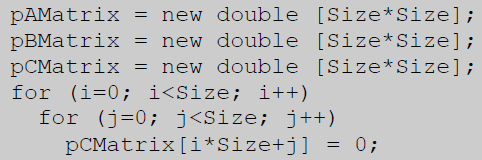 pAMatrix = new double [Size*Size];
pBMatrix = new double [Size*Size];
pCMatrix = new double [Size*Size];
for (i=0; i<Size; i++)
  for (j=0; j<Size; j++)
    pCMatrix[i*Size+j] = 0;